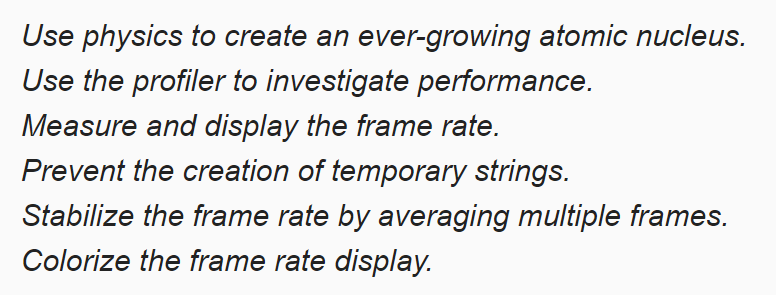 Use physics to create an ever-growing atomic nucleus.
Use the profiler to investigate performance.
Measure and display the frame rate.
Prevent the creation of temporary strings.
Stabilize the frame rate by averaging multiple frames.
Colorize the frame rate display.